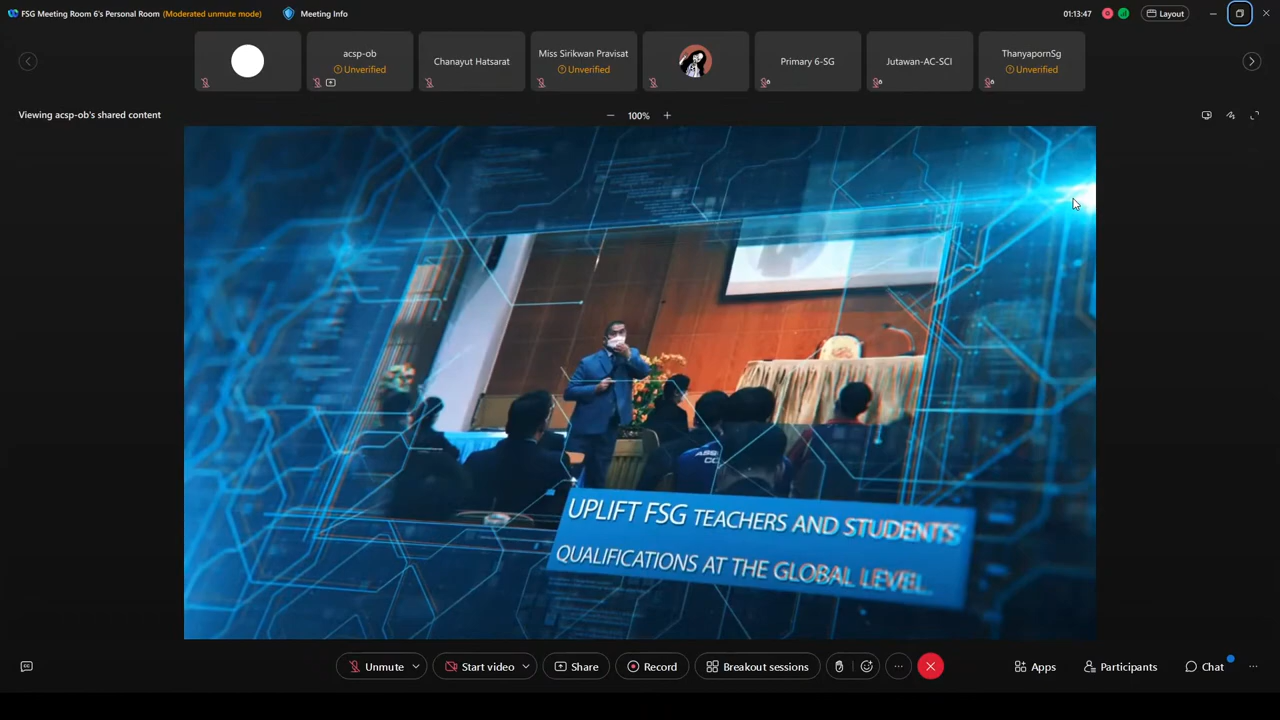 FSG Meeting Room 6's Personal Room (Moderated unmute mode) Meeting Info 01:13:47 Layout
acsp-ob
Unverified
Chanayut Hatsarat
Miss Sirikwan Pravisat
Unverified
Primary 6-SG
Jutawan-AC-SCI
ThanyapornSg
Unverified
Viewing acsp-ob's shared content
100%
UPLIFT FSG TEACHERS AND STUDENTS
QUALIFICATIONS AT THE GLOBAL LEVEL.
Unmute Start video Share Record Breakout sessions Apps Participants Chat